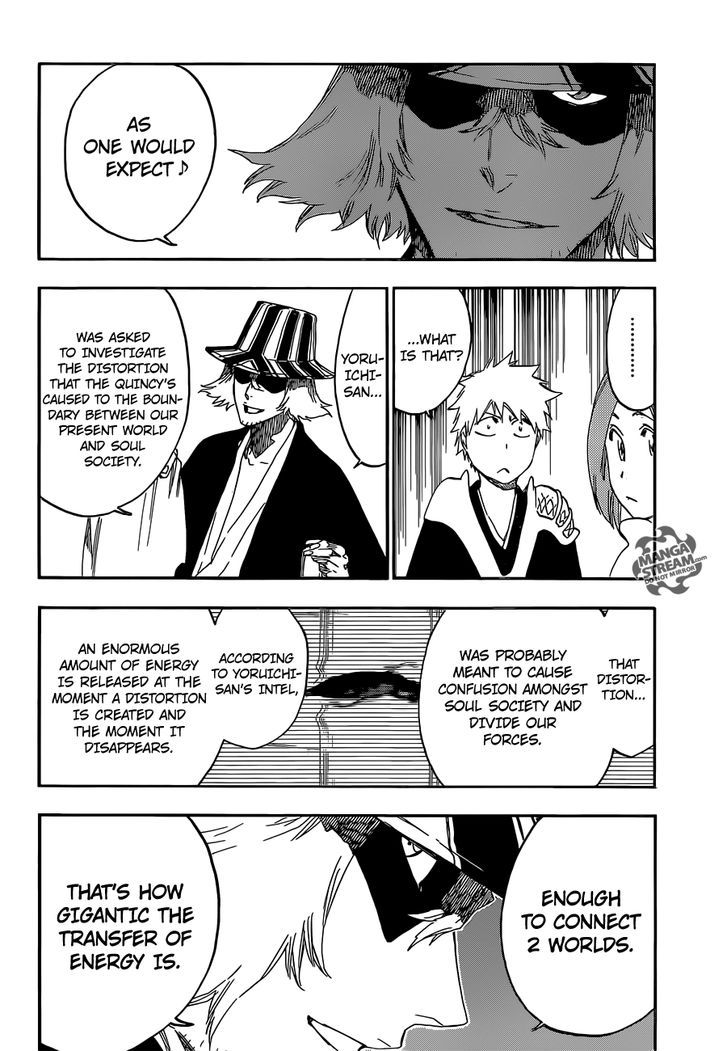 AS
ONE WOULD
EXPECT♪
.........
...WHAT
IS THAT?
YORU-
ICHI-
SAN...
WAS ASKED
TO INVESTIGATE
THE DISTORTION
THAT THE QUINCY'S
CAUSED TO THE BOUN-
DARY BETWEEN OUR
PRESENT WORLD
AND SOUL
SOCIETY.
MANGA
STREAM.com
DO NOT MIRROR
THAT
DISTOR-
TION...
WAS PROBABLY
MEANT TO CAUSE
CONFUSION AMONGST
SOUL SOCIETY AND
DIVIDE OUR
FORCES.
ACCORDING
TO YORUICHI-
SAN'S INTEL,
AN ENORMOUS
AMOUNT OF ENERGY
IS RELEASED AT THE
MOMENT A DISTORTION
IS CREATED AND
THE MOMENT IT
DISAPPEARS.
ENOUGH
TO CONNECT
2 WORLDS.
THAT'S HOW
GIGANTIC THE
TRANSFER OF
ENERGY IS.